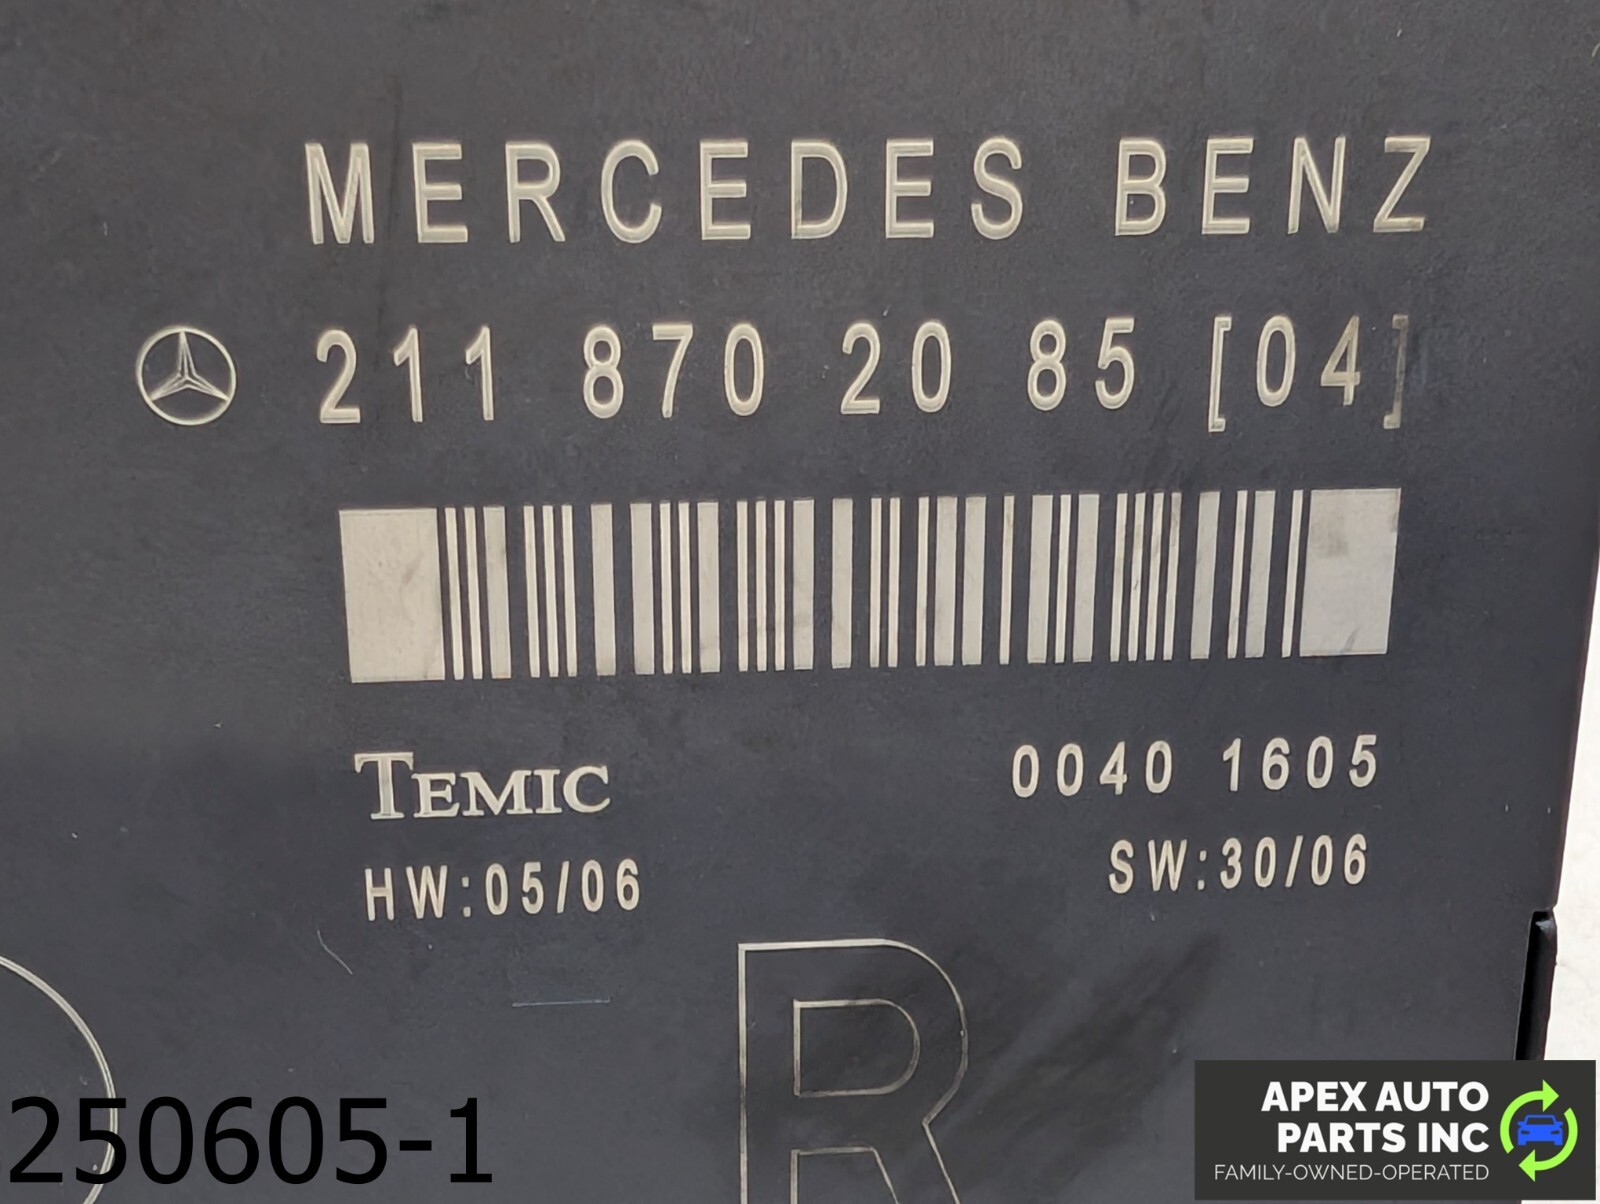 MERCEDES BENZ
211 870 20 85 [04]
TEMIC
0040 1605
HW:05/06
SW:30/06
R
250605-1
APEX AUTO
PARTS INC
FAMILY-OWNED-OPERATED